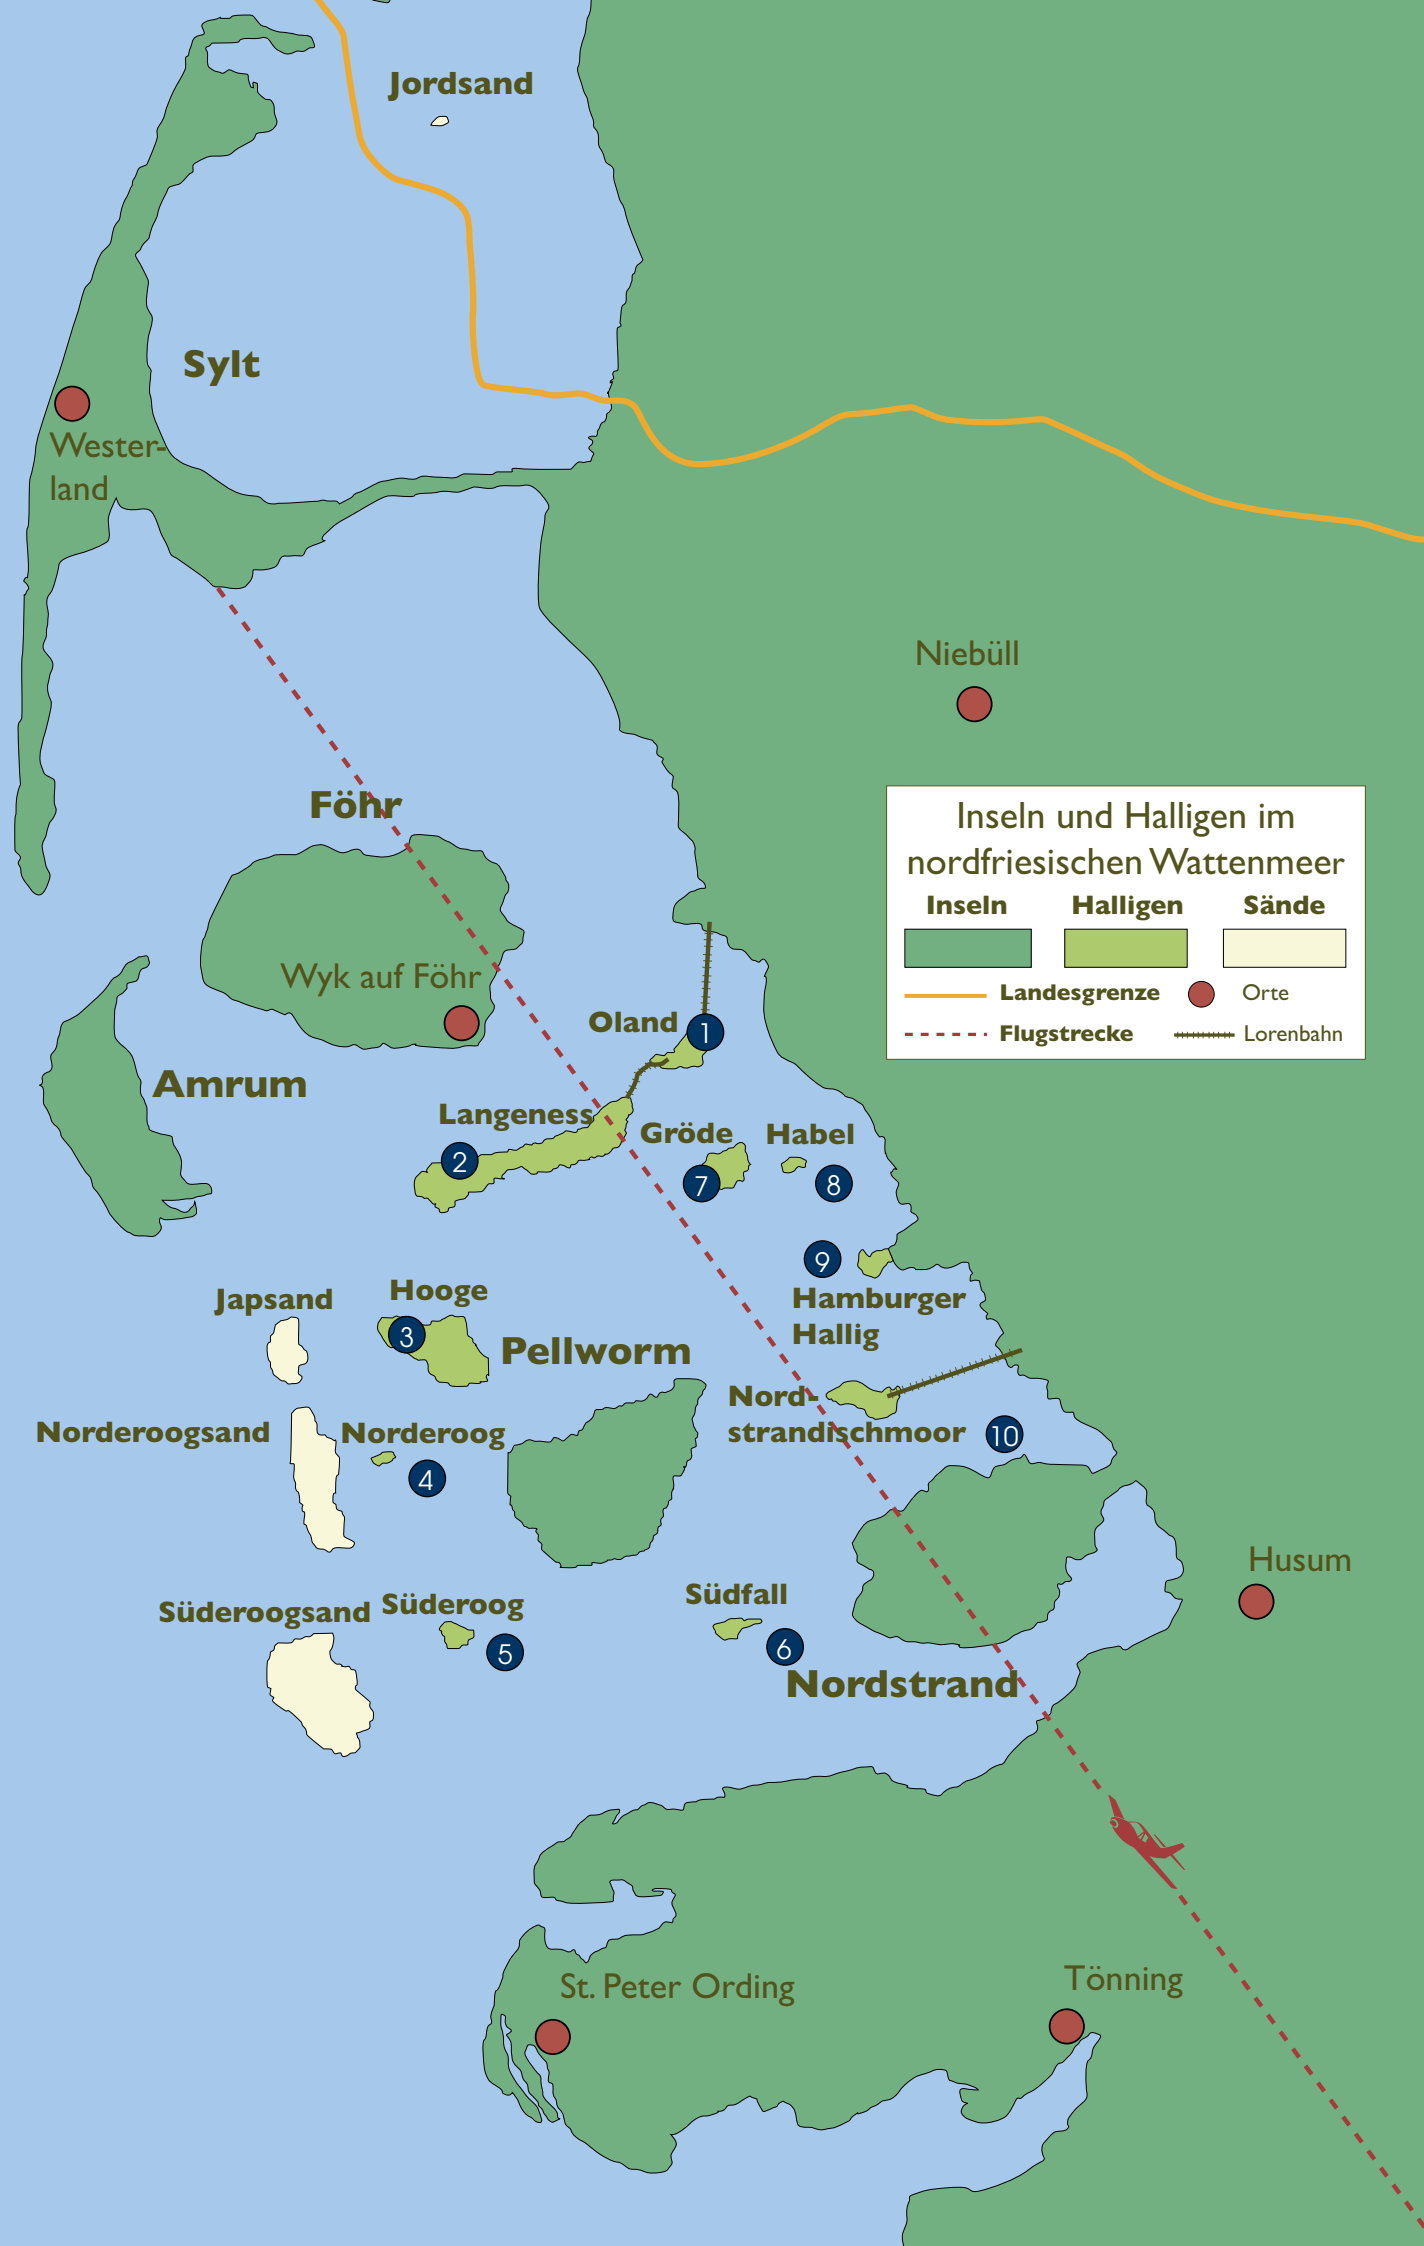 Jordsand
Sylt
Wester-
land
Niebüll
Föhr
Inseln und Halligen im
nordfriesischen Wattenmeer
Inseln
Halligen
Sände
Landesgrenze
Orte
Flugstrecke
Lorenbahn
Wyk auf Föhr
Oland
1
Amrum
Langeness
2
Gröde
7
Habel
8
9
Hamburger
Hallig
Japsand
Hooge
3
Pellworm
Nord-
strandischmoor
10
Norderoogsand
Norderoog
4
Husum
Süderoogsand
Süderoog
5
Südfall
6
Nordstrand
St. Peter Ording
Tönning